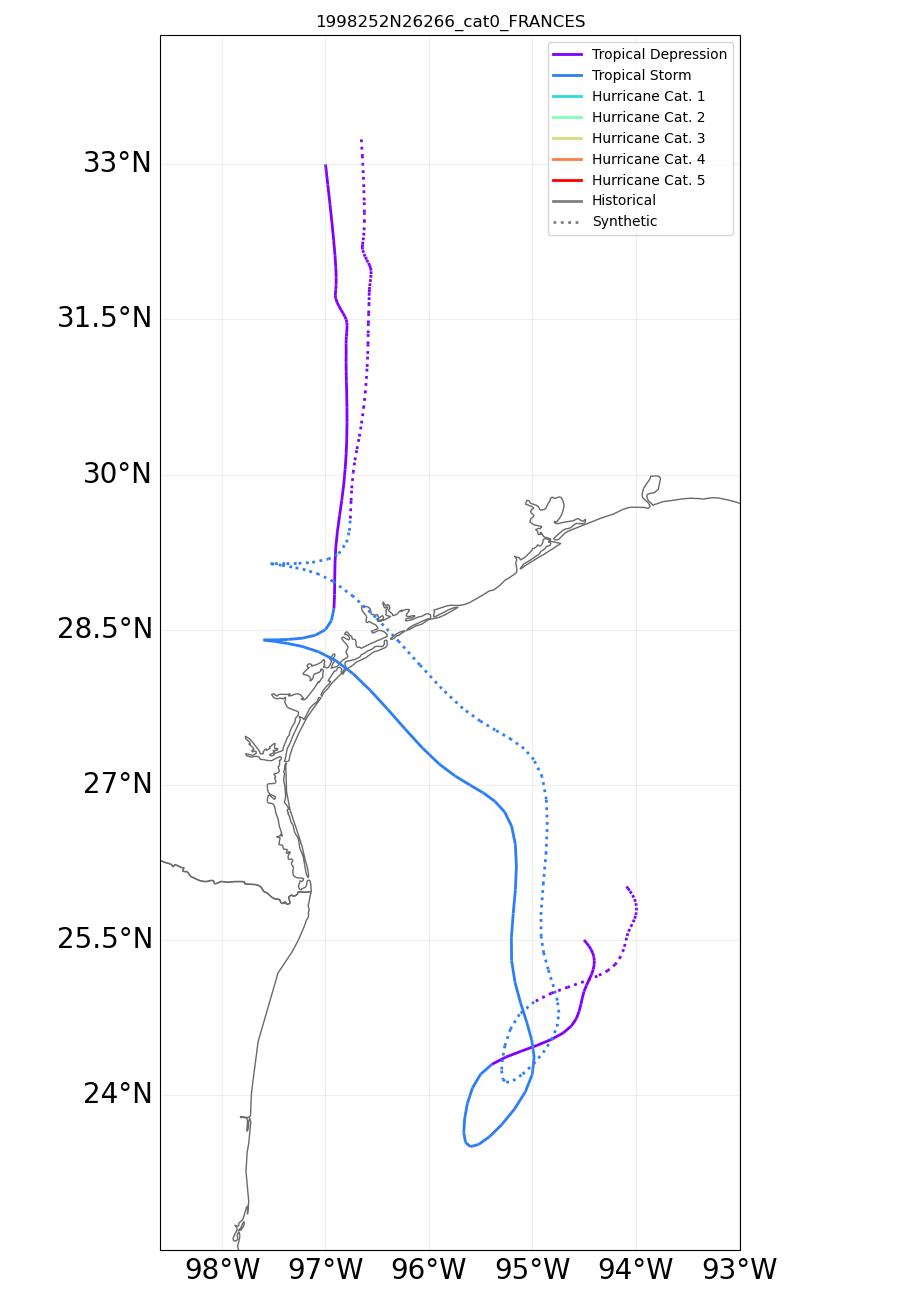 1998252N26266_cat0_FRANCES
Tropical Depression
Tropical Storm
Hurricane Cat. 1
Hurricane Cat. 2
Hurricane Cat. 3
Hurricane Cat. 4
Hurricane Cat. 5
Historical
Synthetic
33°N
31.5°N
30°N
28.5°N
27°N
25.5°N
24°N
98°W 97°W 96°W 95°W 94°W 93°W